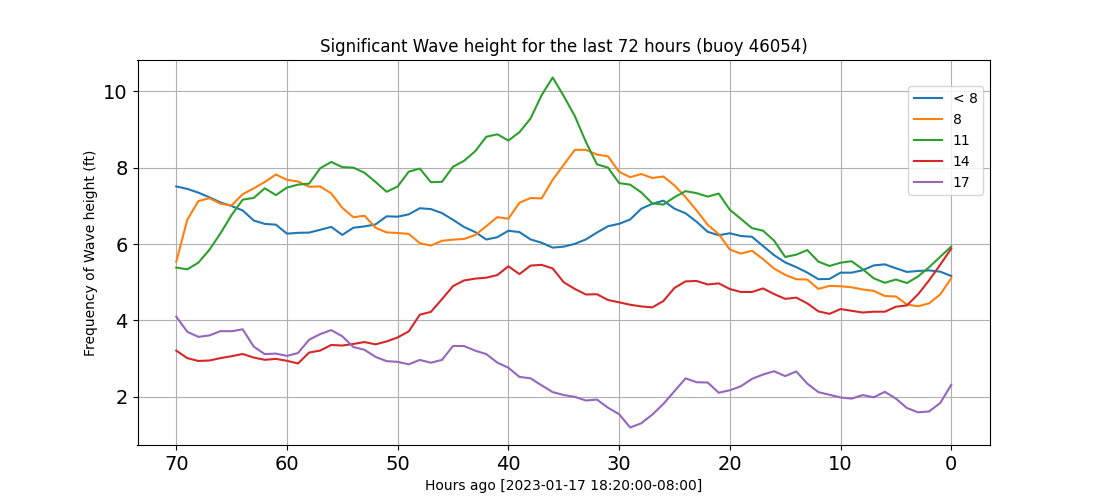 Significant Wave height for the last 72 hours (buoy 46054)
Frequency of Wave height (ft)
10
8
6
4
2
< 8
8
11
14
17
70 60 50 40 30 20 10 0
Hours ago [2023-01-17 18:20:00-08:00]